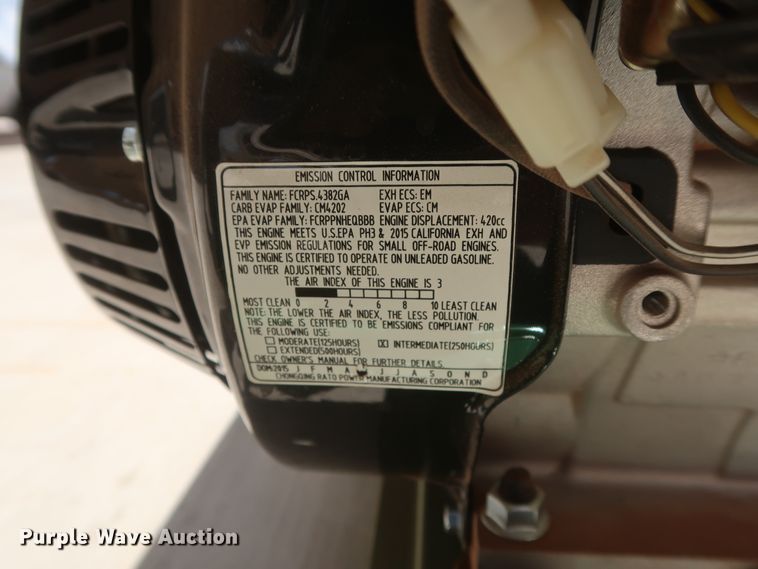 EMISSION CONTROL INFORMATION
FAMILY NAME: FCRPS.4382GA EXH ECS: EM
CARB EVAP FAMILY: CM4202 EVAP ECS: CM
EPA EVAP FAMILY: FCRPPNHEQBBB ENGINE DISPLACEMENT: 420cc
THIS ENGINE MEETS U.S.EPA PH3 & 2015 CALIFORNIA EXH AND
EVP EMISSION REGULATIONS FOR SMALL OFF-ROAD ENGINES.
THIS ENGINE IS CERTIFIED TO OPERATE ON UNLEADED GASOLINE.
NO OTHER ADJUSTMENTS NEEDED.
THE AIR INDEX OF THIS ENGINE IS 3
MOST CLEAN 0 2 4 6 8 10 LEAST CLEAN
NOTE: THE LOWER THE AIR INDEX, THE LESS POLLUTION.
THIS ENGINE IS CERTIFIED TO BE EMISSIONS COMPLIANT FOR
THE FOLLOWING USE:
MODERATE(125HOURS) INTERMEDIATE(250HOURS)
EXTENDED(500HOURS)
CHECK OWNER'S MANUAL FOR FURTHER DETAILS.
DOM:2015 J F M A J J A S O N D
CHONGQING RATO POWER MANUFACTURING CORPORATION
Purple Wave Auction